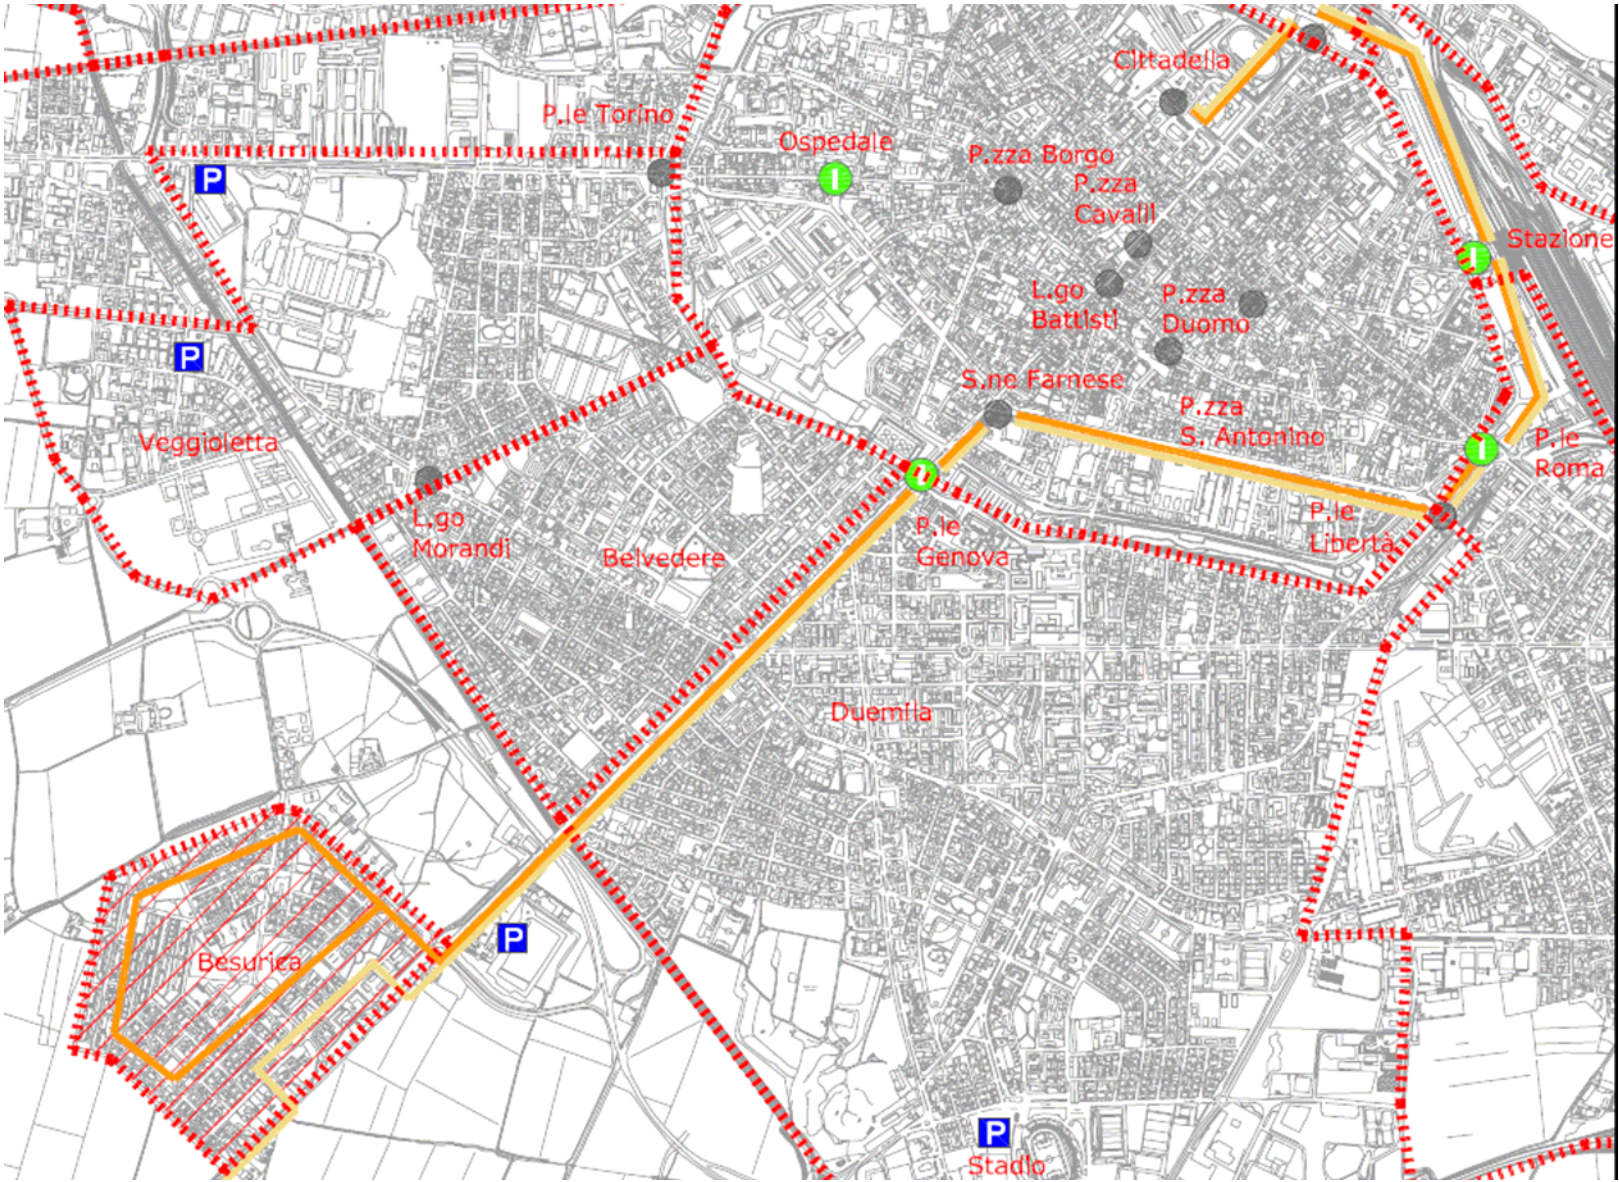 Cittadella
P.le Torino
Ospedale
P.zza Borgo
P.zza
Cavalli
P
Stazione
L.go
Battisti
P.zza
Duomo
P
S.ne Farnese
P.zza
S. Antonino
P.le
Roma
Veggioletta
L.go
Morandi
Belvedere
P.le
Genova
P.le
Libertà
Duemila
P
Besurica
P
Stadio
I
I
I
I